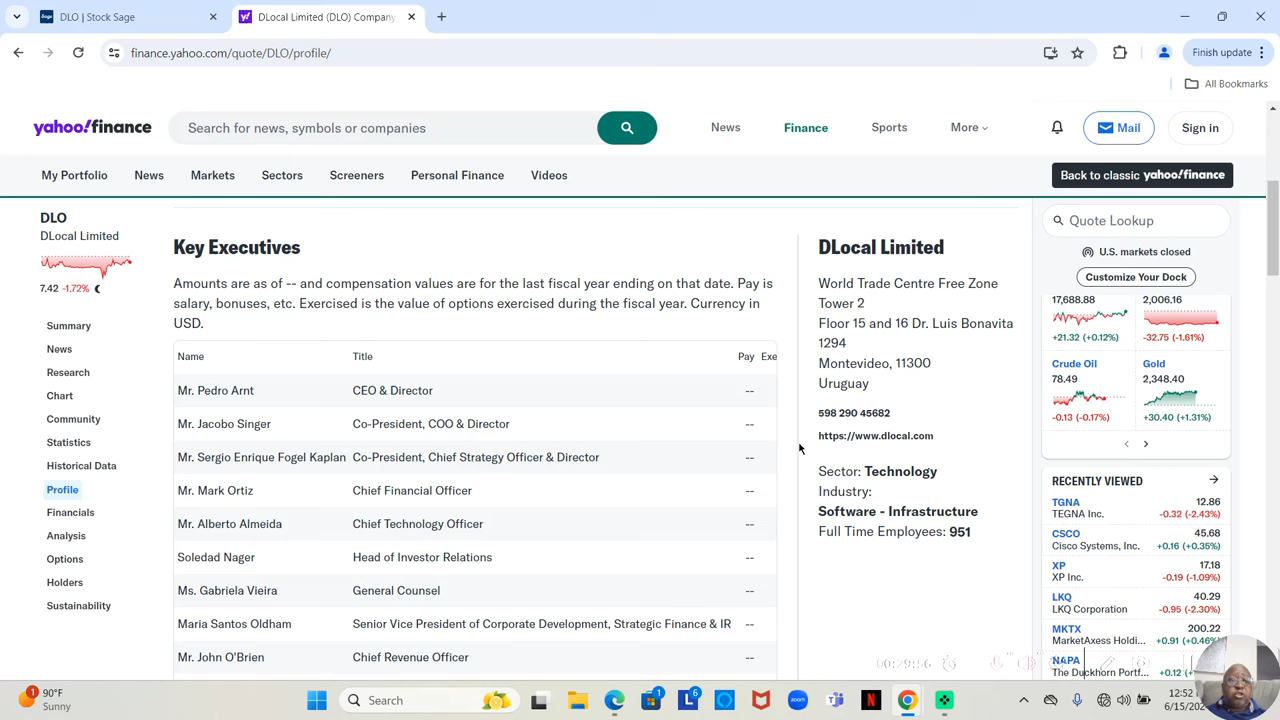 DLO | Stock Sage
DLocal Limited (DLO) Company
finance.yahoo.com/quote/DLO/profile/
Finish update
All Bookmarks
yahoo!finance
Search for news, symbols or companies
News
Finance
Sports
More
Mail
Sign in
My Portfolio
News
Markets
Sectors
Screeners
Personal Finance
Videos
Back to classic yahoo!finance
DLO
DLocal Limited
7.42 -1.72%
Summary
News
Research
Chart
Community
Statistics
Historical Data
Profile
Financials
Analysis
Options
Holders
Sustainability
Key Executives
Amounts are as of -- and compensation values are for the last fiscal year ending on that date. Pay is
salary, bonuses, etc. Exercised is the value of options exercised during the fiscal year. Currency in
USD.
Name Title Pay Exe
Mr. Pedro Arnt CEO & Director --
Mr. Jacobo Singer Co-President, COO & Director --
Mr. Sergio Enrique Fogel Kaplan Co-President, Chief Strategy Officer & Director --
Mr. Mark Ortiz Chief Financial Officer --
Mr. Alberto Almeida Chief Technology Officer --
Soledad Nager Head of Investor Relations --
Ms. Gabriela Vieira General Counsel --
Maria Santos Oldham Senior Vice President of Corporate Development, Strategic Finance & IR --
Mr. John O'Brien Chief Revenue Officer --
DLocal Limited
World Trade Centre Free Zone
Tower 2
Floor 15 and 16 Dr. Luis Bonavita
1294
Montevideo, 11300
Uruguay
598 290 45682
https://www.dlocal.com
Sector: Technology
Industry:
Software - Infrastructure
Full Time Employees: 951
Quote Lookup
U.S. markets closed
Customize Your Dock
17,688.88 2,006.16
+21.32 (+0.12%) -32.75 (-1.61%)
Crude Oil Gold
78.49 2,348.40
-0.13 (-0.17%) +30.40 (+1.31%)
RECENTLY VIEWED
TGNA 12.86
TEGNA Inc. -0.32 (-2.43%)
CSCO 45.68
Cisco Systems, Inc. +0.16 (+0.35%)
XP 17.18
XP Inc. -0.19 (-1.09%)
LKQ 40.29
LKQ Corporation -0.95 (-2.30%)
MKTX 200.22
MarketAxess Holdi... +0.91 (+0.46%)
NAPA
The Duckhorn Portf... +0.12
00:29:56
1
90°F
Sunny
Search
1
6
12:52
6/15